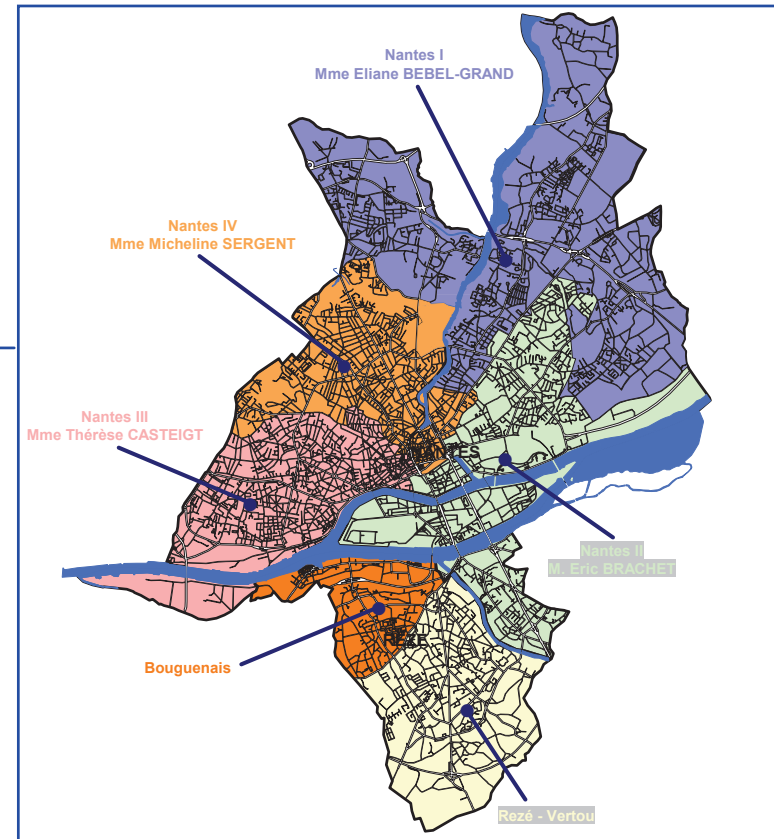 Nantes I
Mme Eliane BEBEL-GRAND
Nantes IV
Mme Micheline SERGENT
Nantes III
Mme Thérèse CASTEIGT
NANTES
Nantes II
M. Eric BRACHET
REZE
Bouguenais
Rezé - Vertou